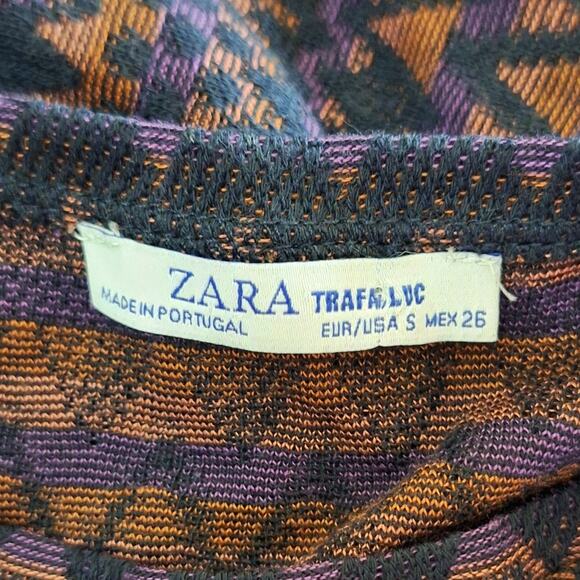 ZARA TRAFALUC
MADE IN PORTUGAL
EUR/USA S MEX 26